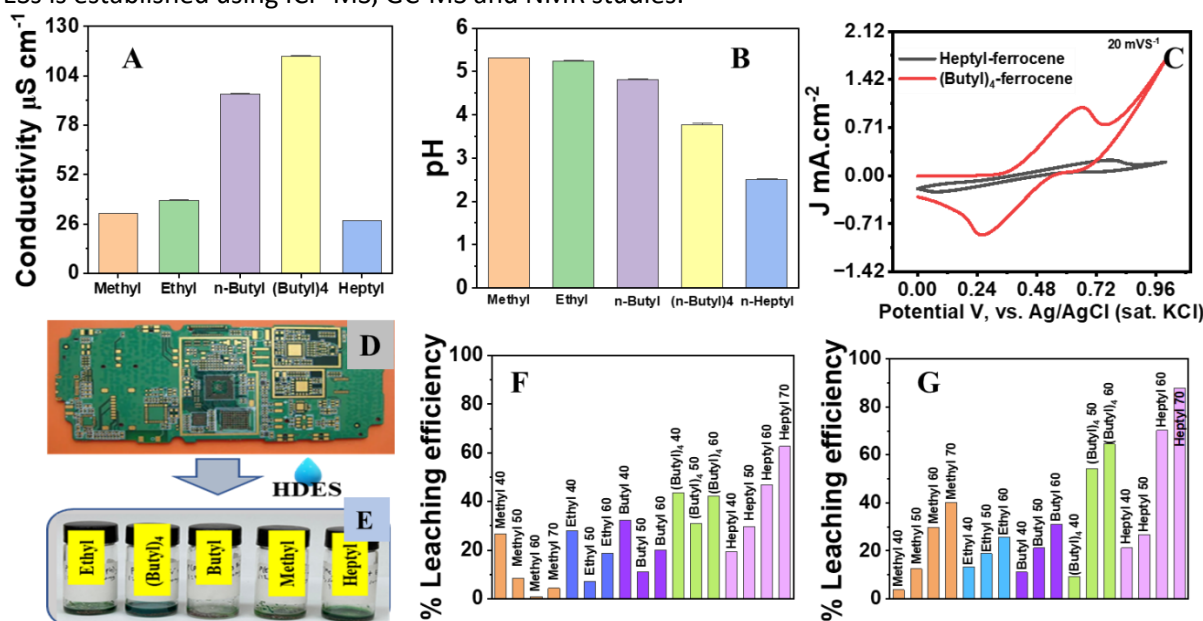 ESs is established using ICP-MS, GC-MS and NMR studies.
130
104
78
52
26
0
Conductivity µS cm⁻¹
A
Methyl Ethyl n-Butyl (Butyl)4 Heptyl
6
5
4
3
2
1
0
pH
B
Methyl Ethyl n-Butyl (n-Butyl)4 n-Heptyl
2.12
1.42
0.71
0.00
−0.71
−1.42
J mA.cm⁻²
20 mVS⁻¹
C
Heptyl-ferrocene
(Butyl)₄-ferrocene
0.00 0.24 0.48 0.72 0.96
Potential V, vs. Ag/AgCl (sat. KCl)
D
HDES
E
Ethyl
(Butyl)₄
Butyl
Methyl
Heptyl
100
80
60
40
20
0
% Leaching efficiency
F
Methyl 40
Methyl 50
Methyl 60
Methyl 70
Ethyl 40
Ethyl 50
Ethyl 60
Butyl 40
Butyl 50
Butyl 60
(Butyl)₄ 40
(Butyl)₄ 50
(Butyl)₄ 60
Heptyl 40
Heptyl 50
Heptyl 60
Heptyl 70
100
80
60
40
20
0
% Leaching efficiency
G
Methyl 40
Methyl 50
Methyl 60
Methyl 70
Ethyl 40
Ethyl 50
Ethyl 60
Butyl 40
Butyl 50
Butyl 60
(Butyl)₄ 40
(Butyl)₄ 50
(Butyl)₄ 60
Heptyl 40
Heptyl 50
Heptyl 60
Heptyl 70